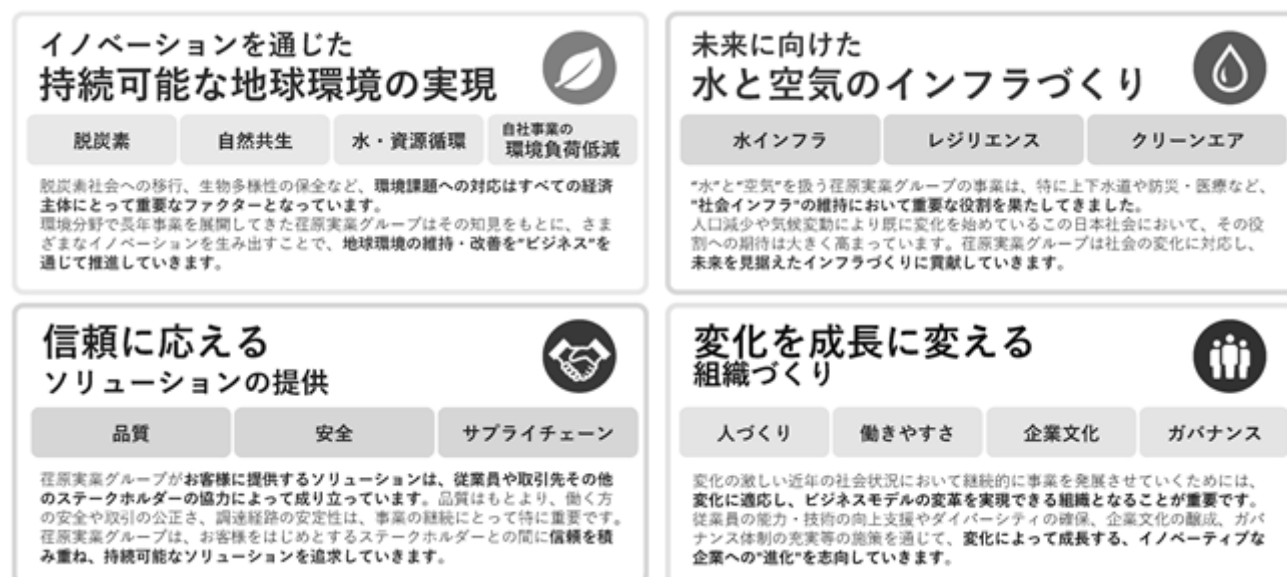 イノベーションを通じた
持続可能な地球環境の実現
脱炭素
自然共生
水・資源循環
自社事業の
環境負荷低減
脱炭素社会への移行、生物多様性の保全など、環境課題への対応はすべての経済
主体にとって重要なファクターとなっています。
環境分野で長年事業を展開してきた荏原実業グループはその知見をもとに、さま
ざまなイノベーションを生み出すことで、地球環境の維持・改善を"ビジネス"を
通じて推進していきます。
未来に向けた
水と空気のインフラづくり
水インフラ
レジリエンス
クリーンエア
"水"と"空気"を扱う荏原実業グループの事業は、特に上下水道や防災・医療など、
"社会インフラ"の維持において重要な役割を果たしてきました。
人口減少や気候変動により既に変化を始めているこの日本社会において、その役
割への期待は大きく高まっています。荏原実業グループは社会の変化に対応し、
未来を見据えたインフラづくりに貢献していきます。
信頼に応える
ソリューションの提供
品質
安全
サプライチェーン
荏原実業グループがお客様に提供するソリューションは、従業員や取引先その他
のステークホルダーの協力によって成り立っています。品質はもとより、働く方
の安全や取引の公正さ、調達経路の安定性は、事業の継続にとって特に重要です。
荏原実業グループは、お客様をはじめとするステークホルダーとの間に信頼を積
み重ね、持続可能なソリューションを追求していきます。
変化を成長に変える
組織づくり
人づくり
働きやすさ
企業文化
ガバナンス
変化の激しい近年の社会状況において継続的に事業を発展させていくためには、
変化に適応し、ビジネスモデルの変革を実現できる組織となることが重要です。
従業員の能力・技術の向上支援やダイバーシティの確保、企業文化の醸成、ガバ
ナンス体制の充実等の施策を通じて、変化によって成長する、イノベーティブな
企業への"進化"を志向していきます。